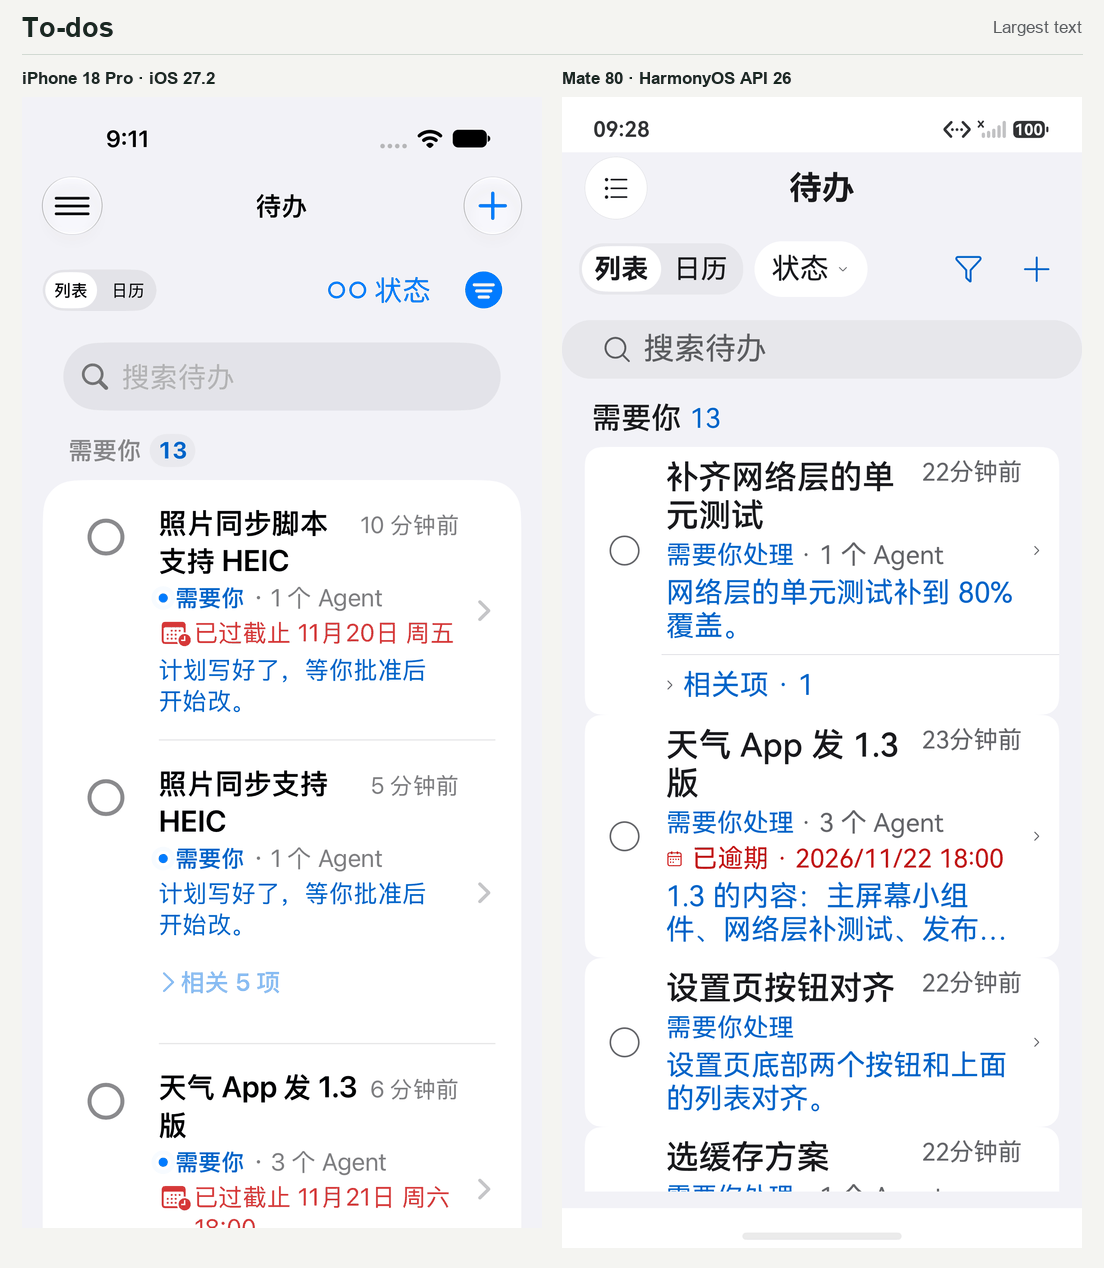 To-dos
Largest text
iPhone 18 Pro · iOS 27.2
9:11
待办
列表
日历
状态
搜索待办
需要你 13
照片同步脚本
支持 HEIC
10 分钟前
需要你 · 1 个 Agent
已过截止 11月20日 周五
计划写好了，等你批准后
开始改。
照片同步支持
HEIC
5 分钟前
需要你 · 1 个 Agent
计划写好了，等你批准后
开始改。
相关 5 项
天气 App 发 1.3
版
6 分钟前
需要你 · 3 个 Agent
已过截止 11月21日 周六
18:00
Mate 80 · HarmonyOS API 26
09:28
100
待办
列表
日历
状态
搜索待办
需要你 13
补齐网络层的单
元测试
22分钟前
需要你处理 · 1 个 Agent
网络层的单元测试补到 80%
覆盖。
相关项 · 1
天气 App 发 1.3
版
23分钟前
需要你处理 · 3 个 Agent
已逾期 · 2026/11/22 18:00
1.3 的内容：主屏幕小组
件、网络层补测试、发布…
设置页按钮对齐
22分钟前
需要你处理
设置页底部两个按钮和上面
的列表对齐。
选缓存方案
22分钟前
需要你处理 · 1 个 Agent